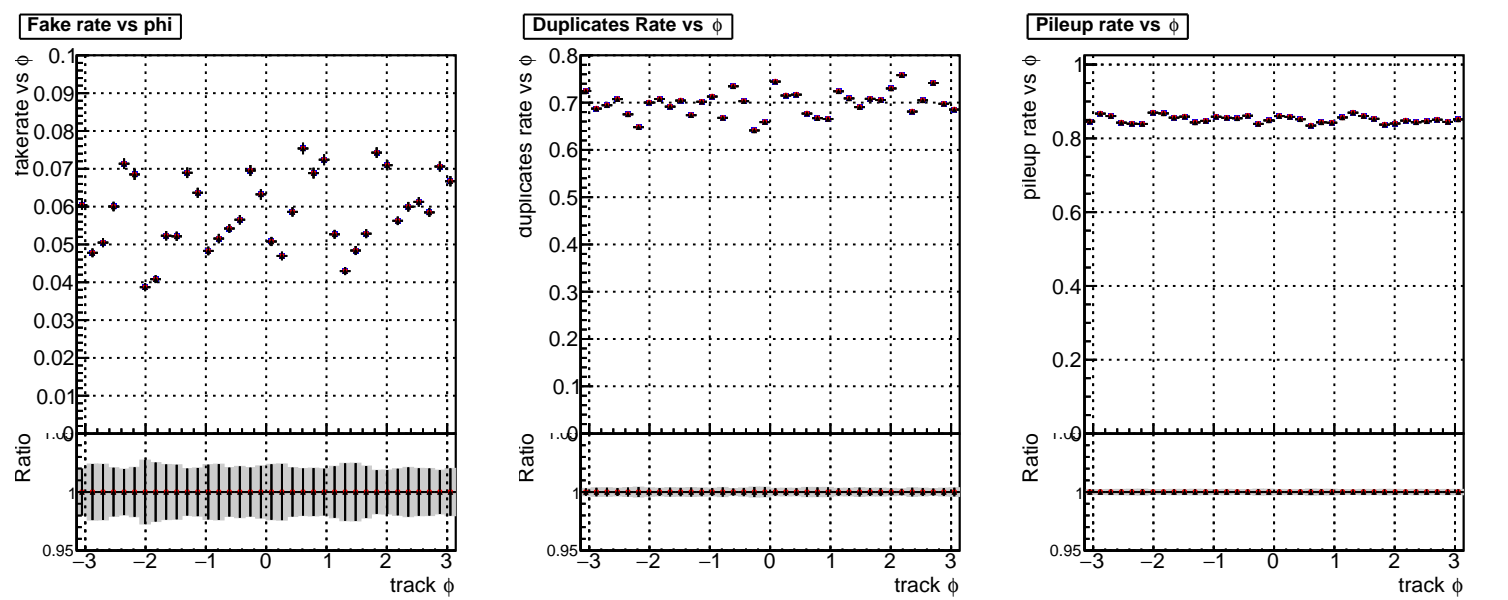 Fake rate vs phi
fakerate vs ϕ
0.1
0.09
0.08
0.07
0.06
0.05
0.04
0.03
0.02
0.01
0
Ratio
1
0.95
−3 −2 −1 0 1 2 3
track ϕ
Duplicates Rate vs ϕ
duplicates rate vs ϕ
0.8
0.7
0.6
0.5
0.4
0.3
0.2
0.1
0
Ratio
1
0.95
−3 −2 −1 0 1 2 3
track ϕ
Pileup rate vs ϕ
pileup rate vs ϕ
1
0.8
0.6
0.4
0.2
0
Ratio
1
0.95
−3 −2 −1 0 1 2 3
track ϕ